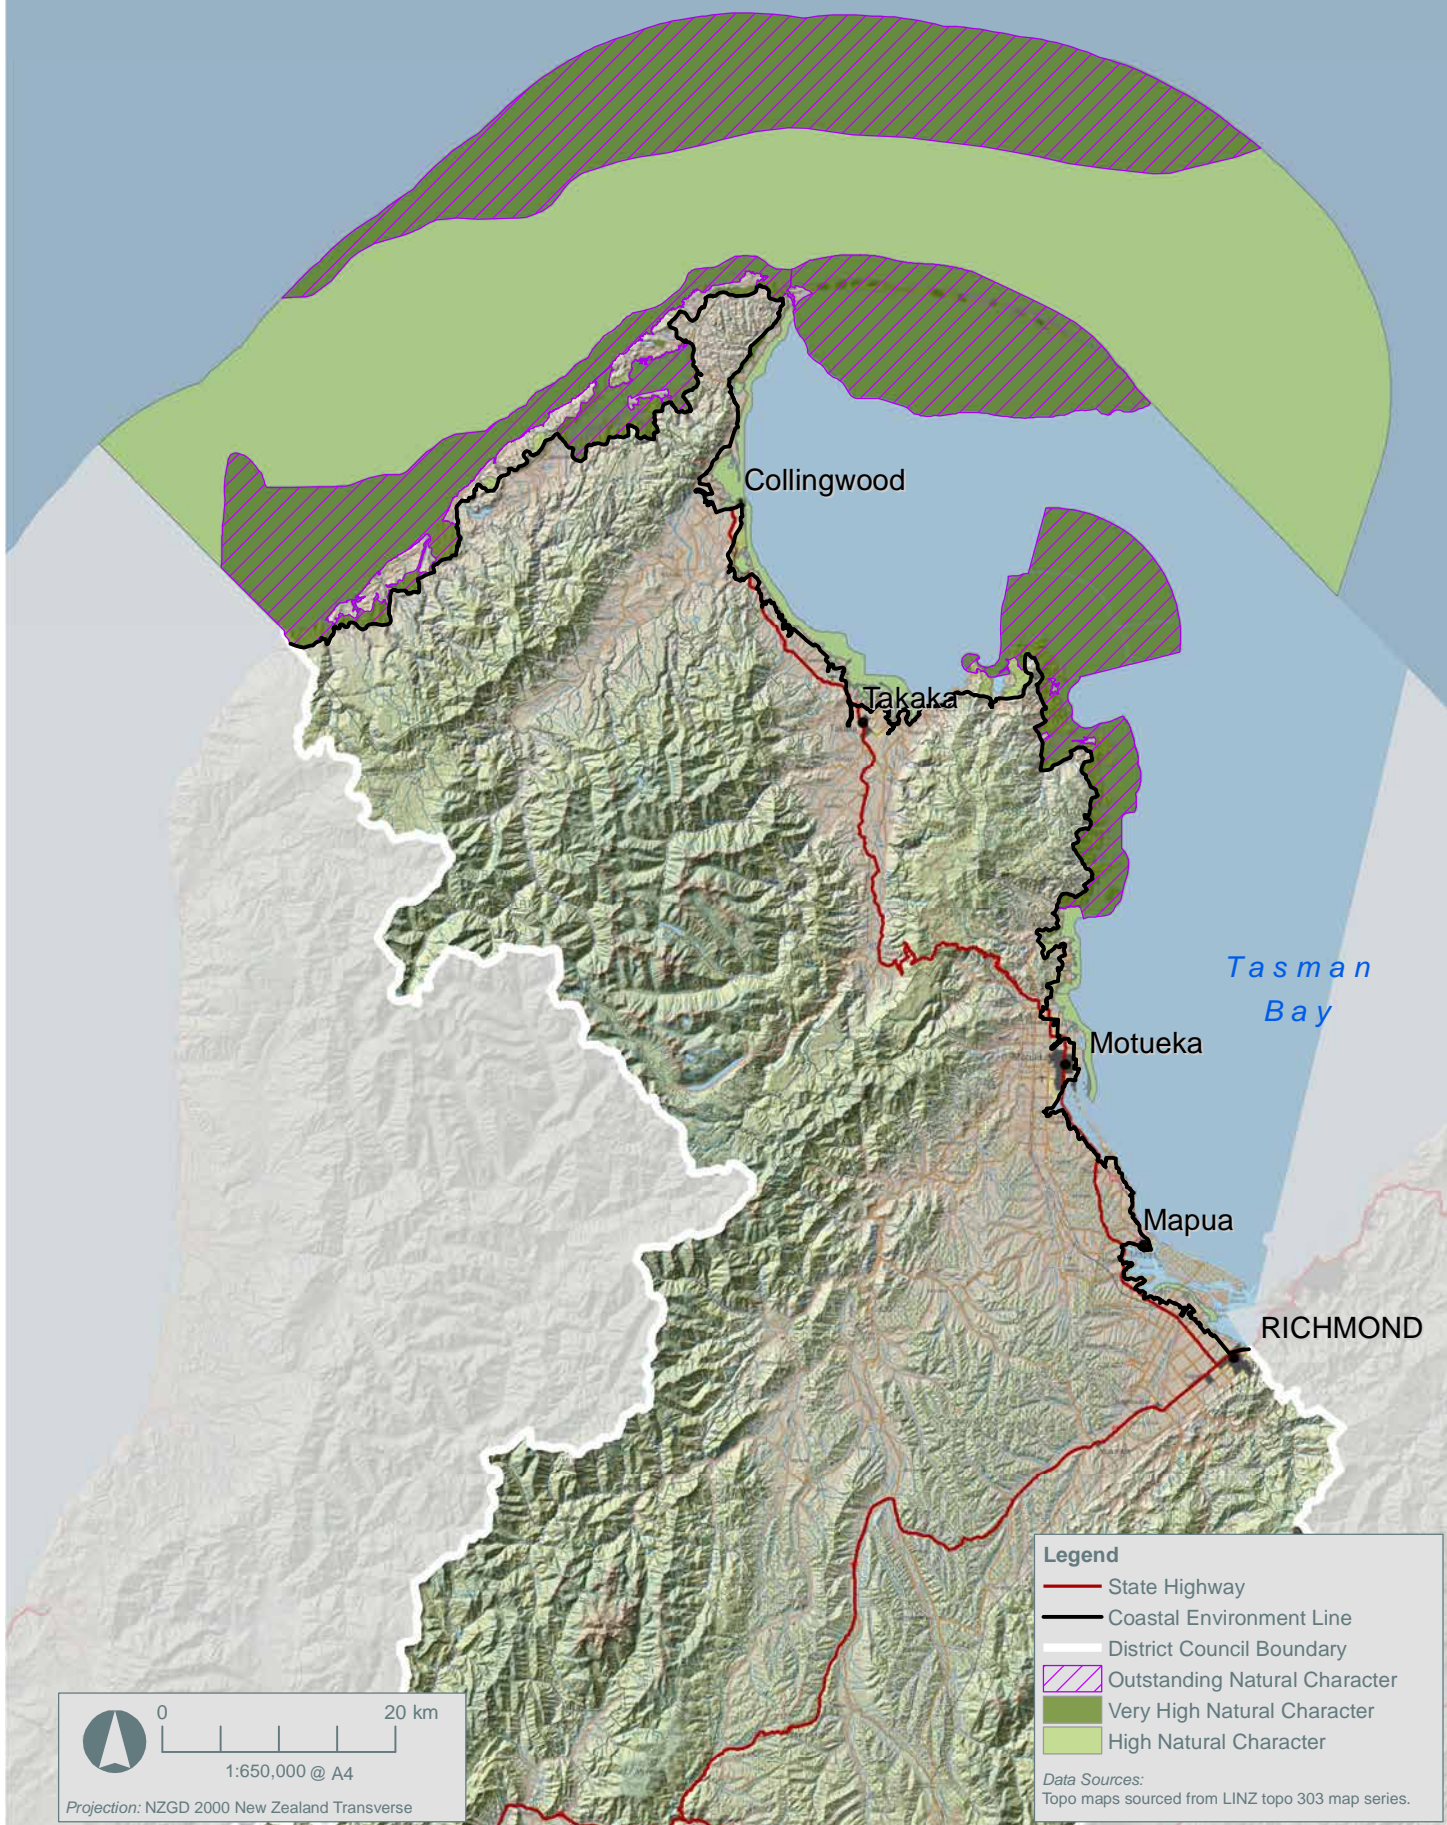 Collingwood
Takaka
Tasman
Bay
Motueka
Mapua
RICHMOND
Legend
State Highway
Coastal Environment Line
District Council Boundary
Outstanding Natural Character
Very High Natural Character
High Natural Character
Data Sources:
Topo maps sourced from LINZ topo 303 map series.
0 20 km
1:650,000 @ A4
Projection: NZGD 2000 New Zealand Transverse